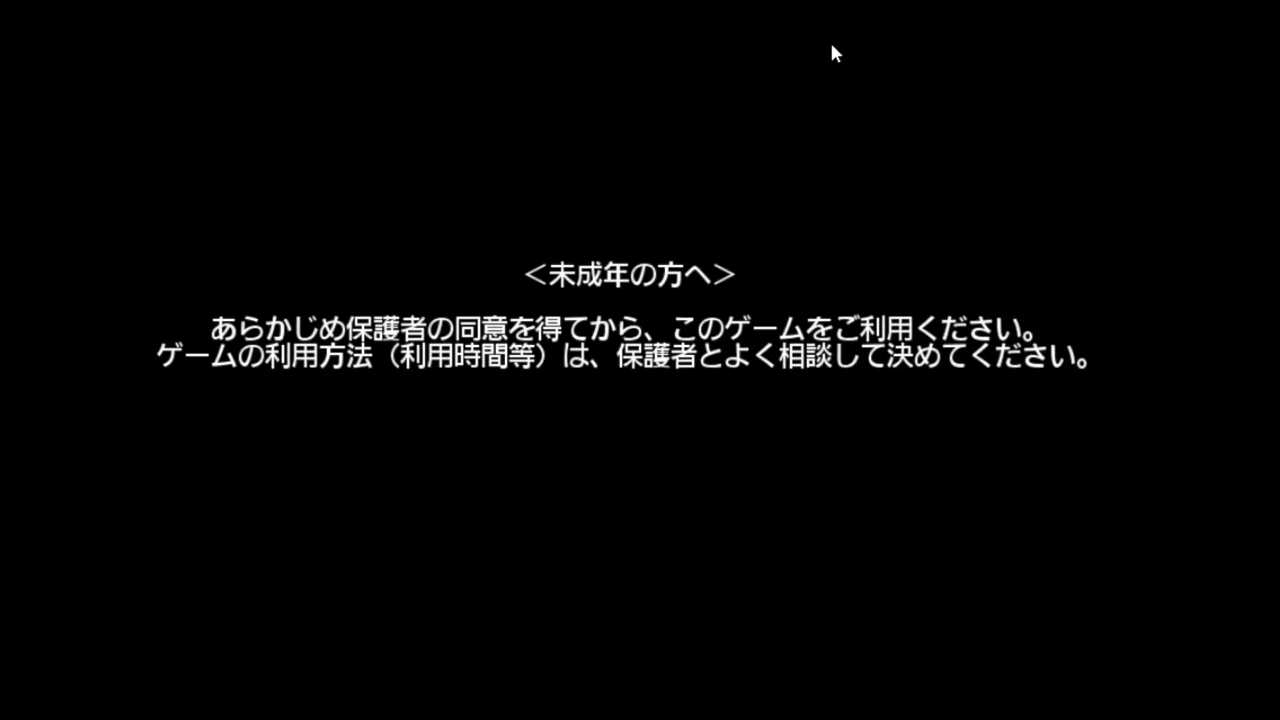 ＜未成年の方へ＞
あらかじめ保護者の同意を得てから、このゲームをご利用ください。
ゲームの利用方法（利用時間等）は、保護者とよく相談して決めてください。